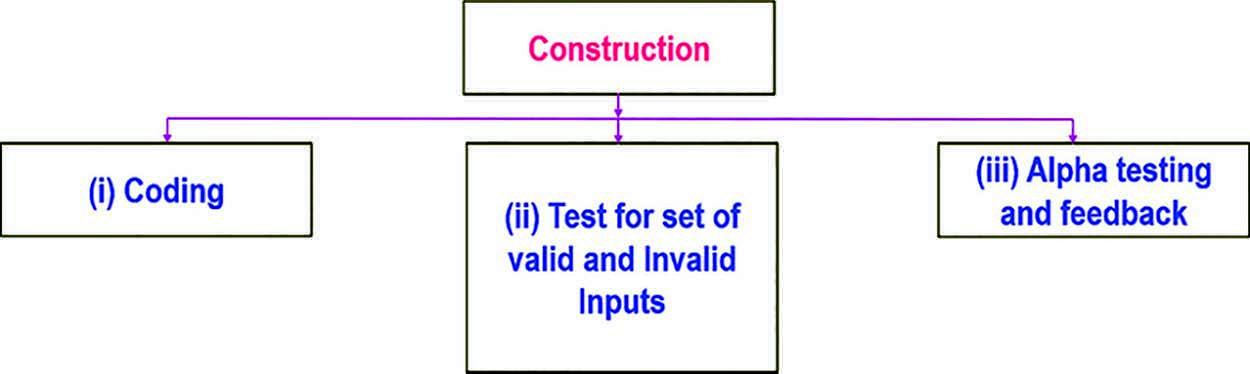 Construction
(i) Coding
(ii) Test for set of
valid and Invalid
Inputs
(iii) Alpha testing
and feedback